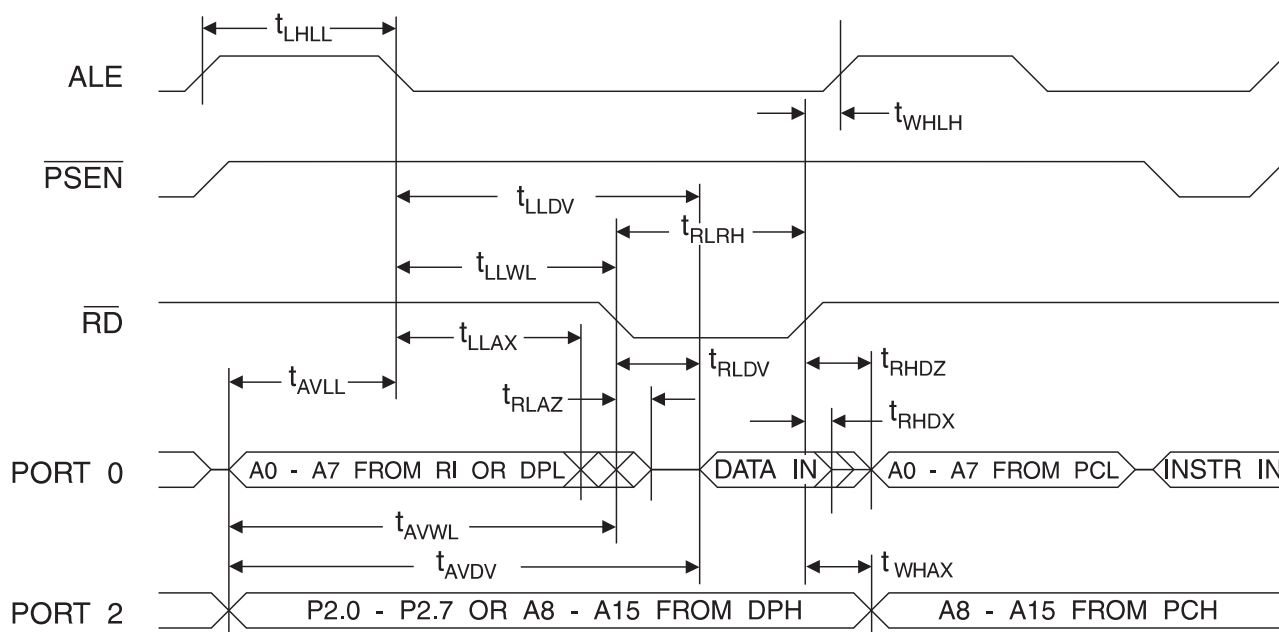 tLHLL
ALE
tWHLH
PSEN
tLLDV
tRLRH
tLLWL
RD
tLLAX
tRLDV
tRHDZ
tAVLL
tRLAZ
tRHDX
PORT 0
A0 - A7 FROM RI OR DPL
DATA IN
A0 - A7 FROM PCL
INSTR IN
tAVWL
tAVDV
tWHAX
PORT 2
P2.0 - P2.7 OR A8 - A15 FROM DPH
A8 - A15 FROM PCH